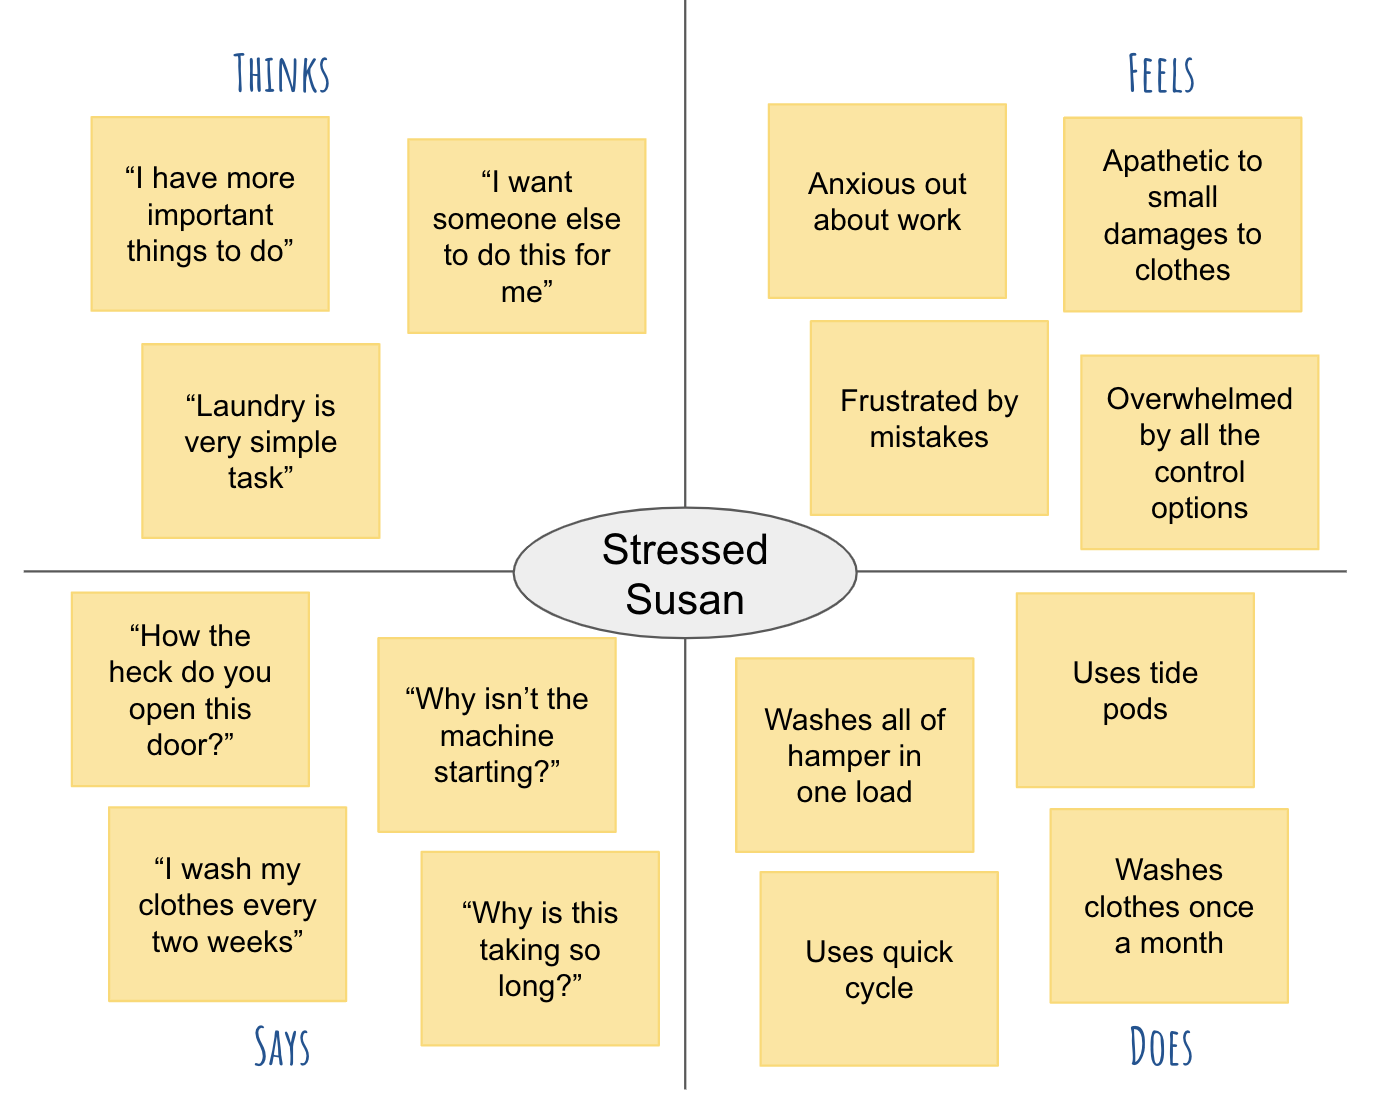 THINKS
“I have more
important
things to do”
“I want
someone else
to do this for
me”
“Laundry is
very simple
task”
FEELS
Anxious out
about work
Apathetic to
small
damages to
clothes
Frustrated by
mistakes
Overwhelmed
by all the
control
options
Stressed
Susan
“How the
heck do you
open this
door?”
“Why isn’t the
machine
starting?”
“I wash my
clothes every
two weeks”
“Why is this
taking so
long?”
SAYS
Washes all of
hamper in
one load
Uses tide
pods
Uses quick
cycle
Washes
clothes once
a month
DOES